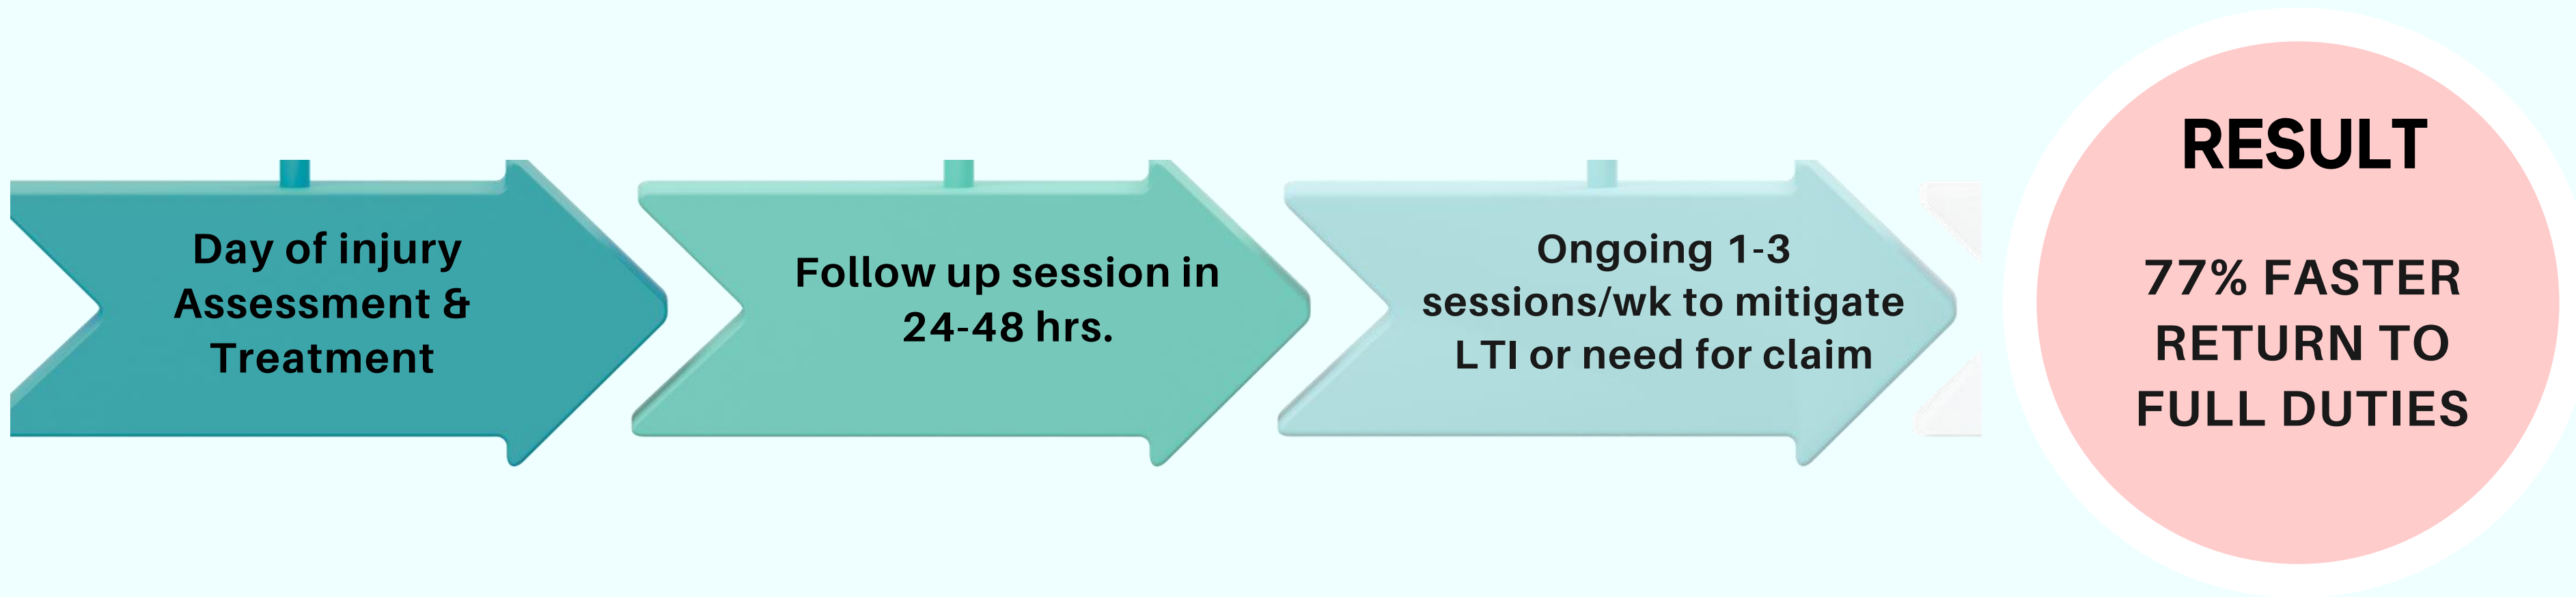 Day of injury
Assessment &
Treatment
Follow up session in
24-48 hrs.
Ongoing 1-3
sessions/wk to mitigate
LTI or need for claim
RESULT
77% FASTER
RETURN TO
FULL DUTIES